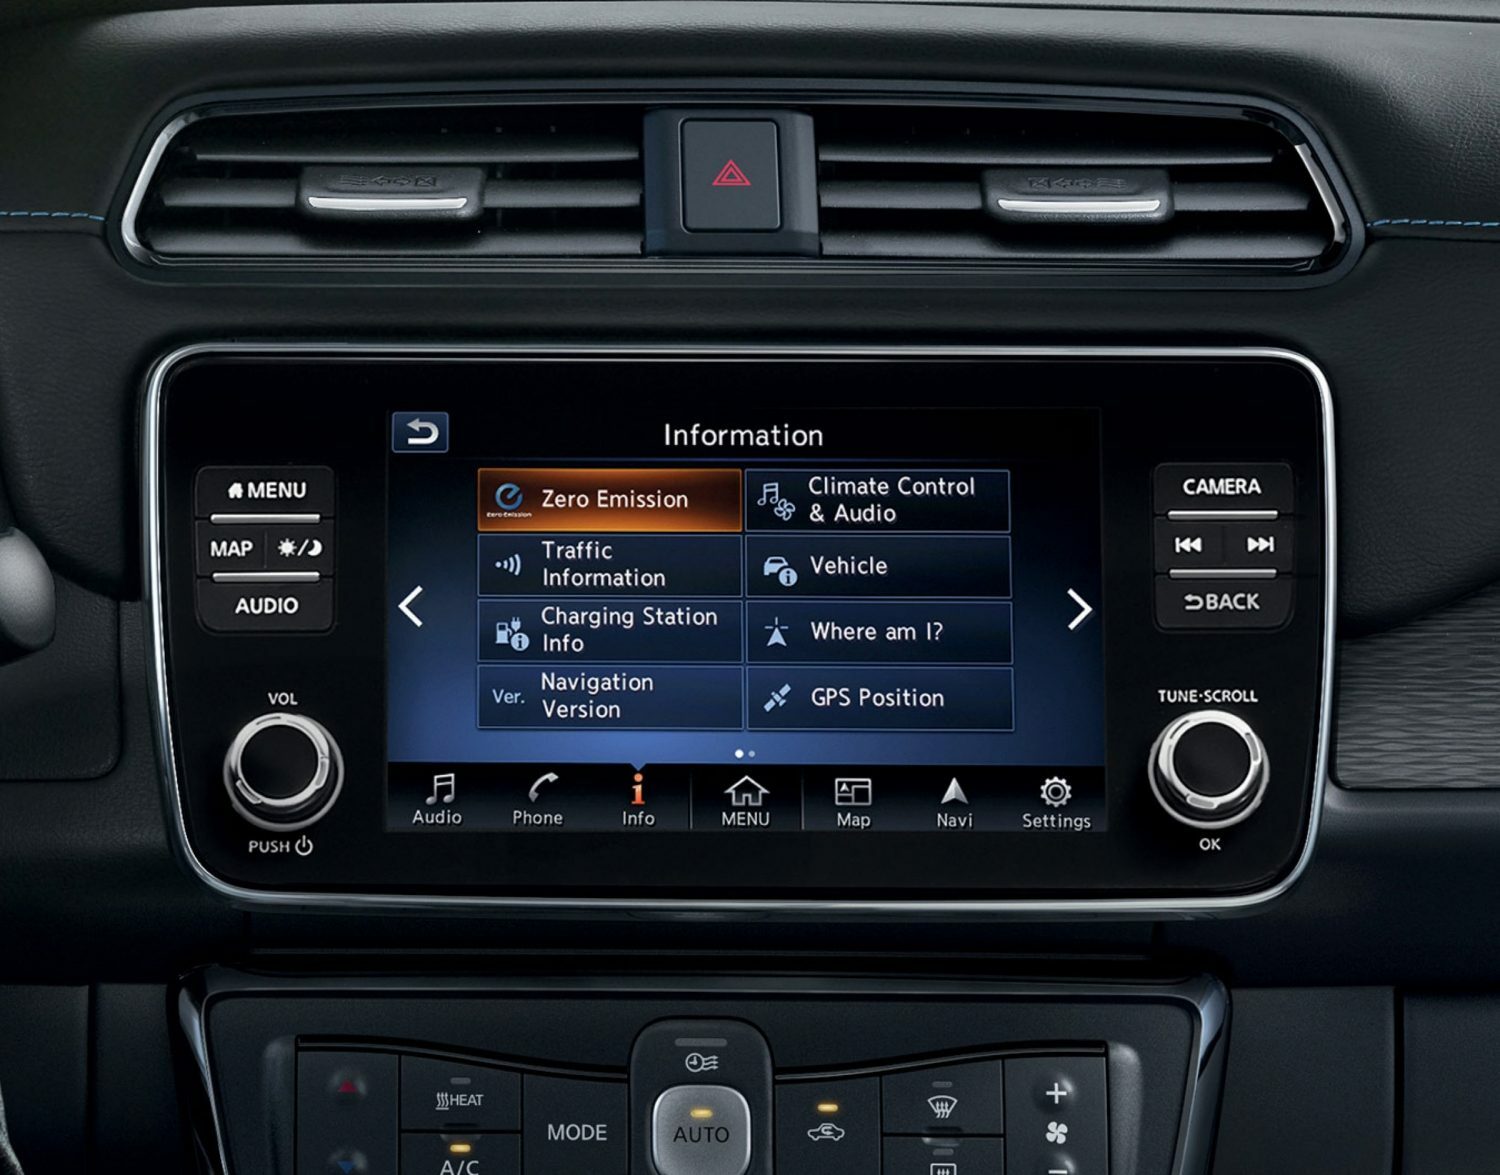 Information
MENU
Zero Emission
Zero Emission
Climate Control
& Audio
CAMERA
MAP
Traffic
Information
Vehicle
AUDIO
Charging Station
Info
Where am I?
BACK
Ver.
Navigation
Version
GPS Position
VOL
TUNE·SCROLL
Audio
Phone
Info
MENU
Map
Navi
Settings
PUSH
OK
HEAT
MODE
AUTO
A/C